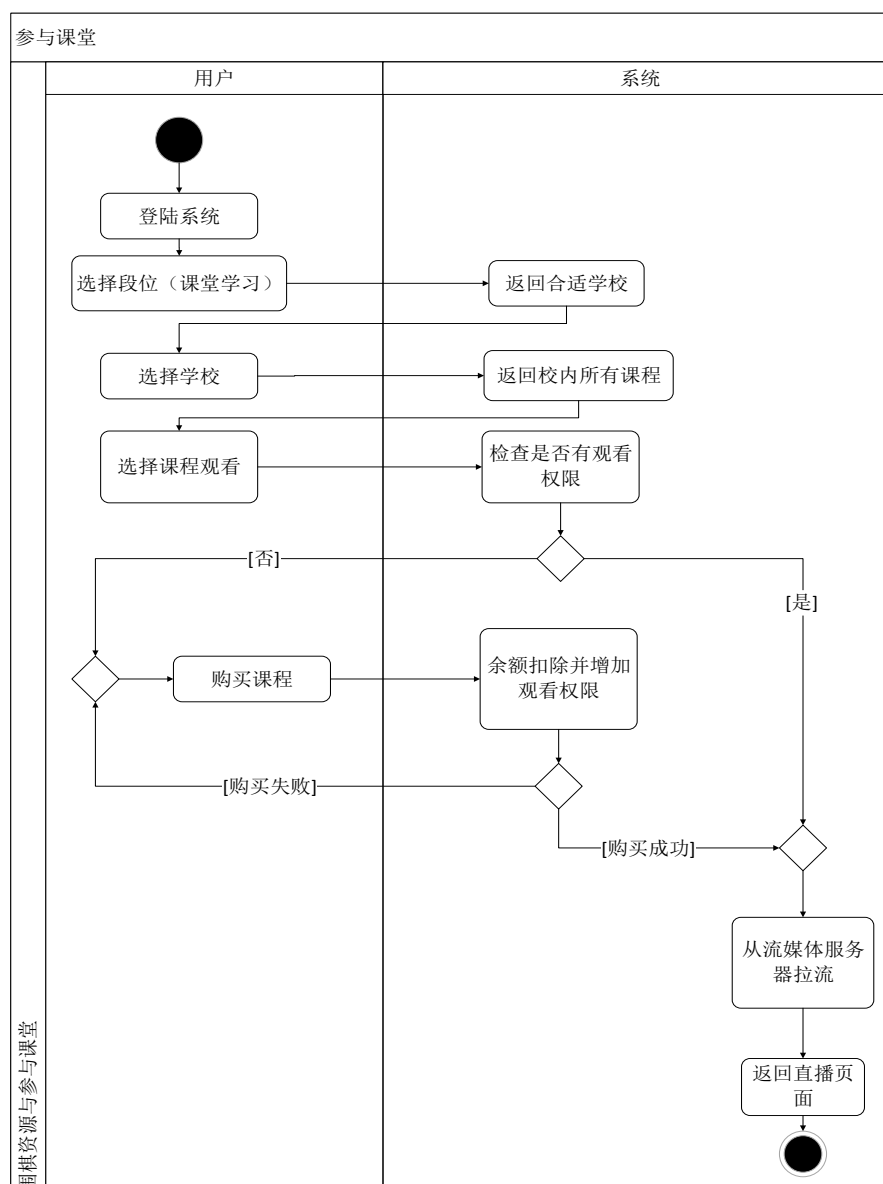 参与课堂
用户
系统
登陆系统
选择段位（课堂学习）
返回合适学校
选择学校
返回校内所有课程
选择课程观看
检查是否有观看
权限
[否]
[是]
购买课程
余额扣除并增加
观看权限
[购买失败]
[购买成功]
从流媒体服务
器拉流
返回直播页
面
围棋资源与参与课堂